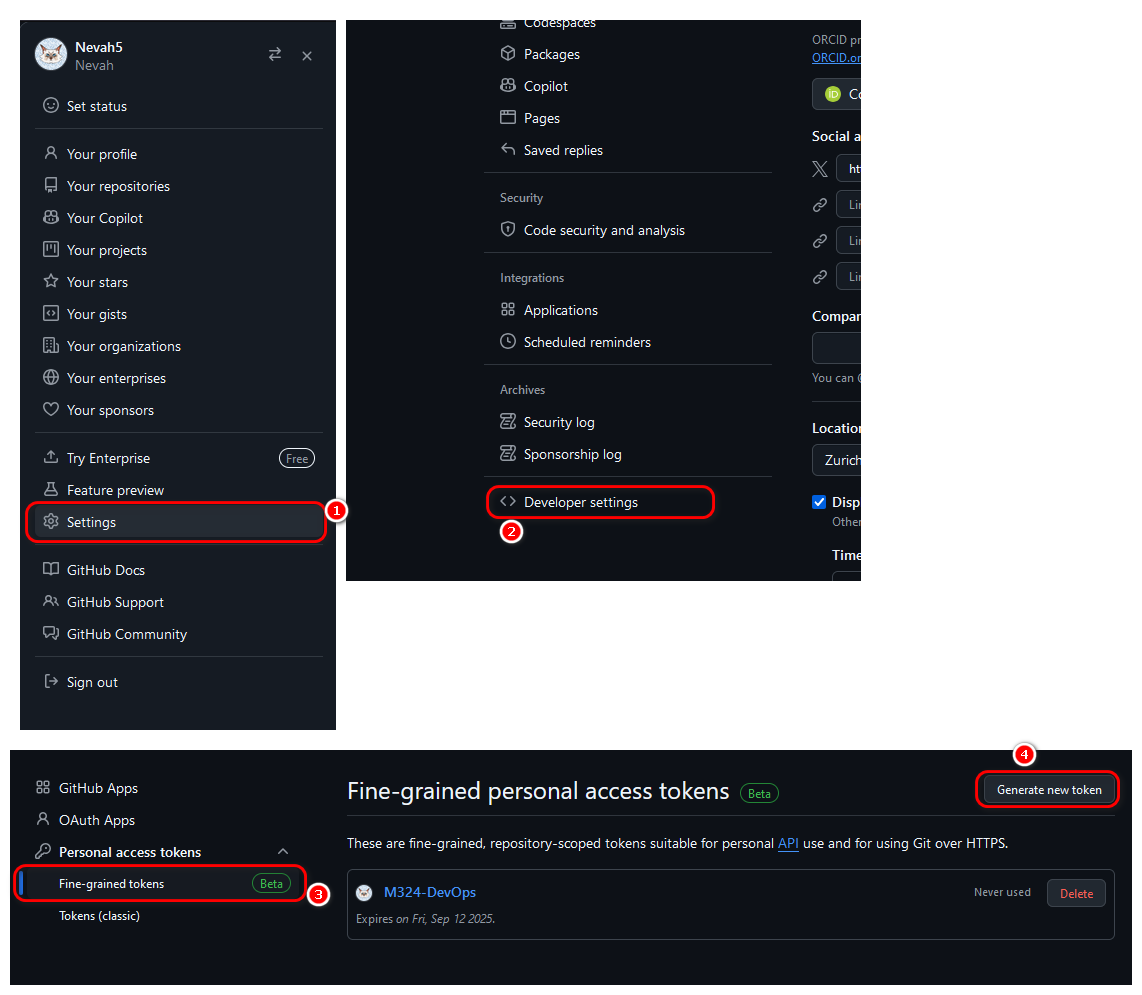 Nevah5
Nevah
Set status
Your profile
Your repositories
Your Copilot
Your projects
Your stars
Your gists
Your organizations
Your enterprises
Your sponsors
Try Enterprise
Free
Feature preview
Settings
1
GitHub Docs
GitHub Support
GitHub Community
Sign out
Codespaces
Packages
Copilot
Pages
Saved replies
Security
Code security and analysis
Integrations
Applications
Scheduled reminders
Archives
Security log
Sponsorship log
Developer settings
2
ORCID pr
ORCID.or
iD Co
Social a
X ht
Lin
Lin
Lin
Compar
You can @
Location
Zurich
Disp
Other
Time
GitHub Apps
OAuth Apps
Personal access tokens
Fine-grained tokens Beta
3
Tokens (classic)
Fine-grained personal access tokens Beta
4
Generate new token
These are fine-grained, repository-scoped tokens suitable for personal API use and for using Git over HTTPS.
M324-DevOps
Never used
Delete
Expires on Fri, Sep 12 2025.